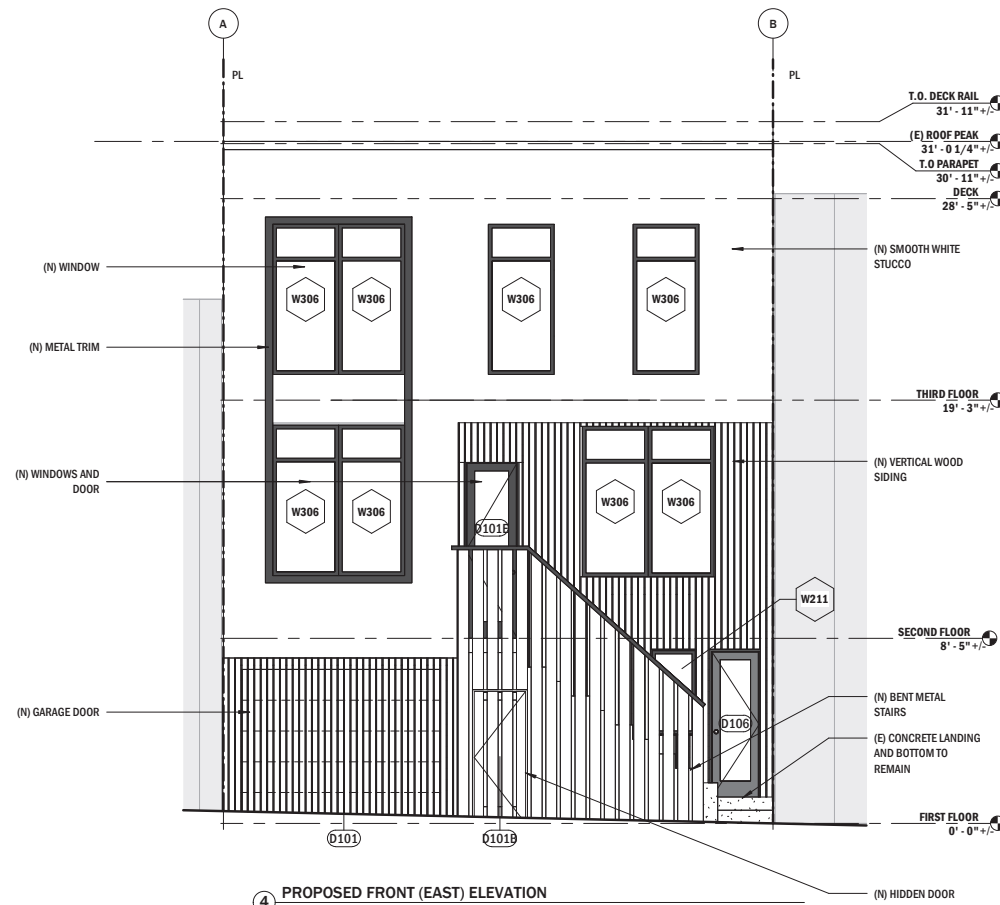 A
B
PL
PL
T.O. DECK RAIL
31' - 11"+/-
(E) ROOF PEAK
31' - 0 1/4"+/-
T.O PARAPET
30' - 11"+/-
DECK
28' - 5"+/-
(N) SMOOTH WHITE
STUCCO
(N) WINDOW
W306
W306
W306
W306
(N) METAL TRIM
THIRD FLOOR
19' - 3"+/-
(N) WINDOWS AND
DOOR
(N) VERTICAL WOOD
SIDING
W306
W306
W306
W306
D101E
W211
SECOND FLOOR
8' - 5"+/-
(N) GARAGE DOOR
(N) BENT METAL
STAIRS
D106
(E) CONCRETE LANDING
AND BOTTOM TO
REMAIN
FIRST FLOOR
0' - 0"+/-
D101
D101B
4
PROPOSED FRONT (EAST) ELEVATION
(N) HIDDEN DOOR